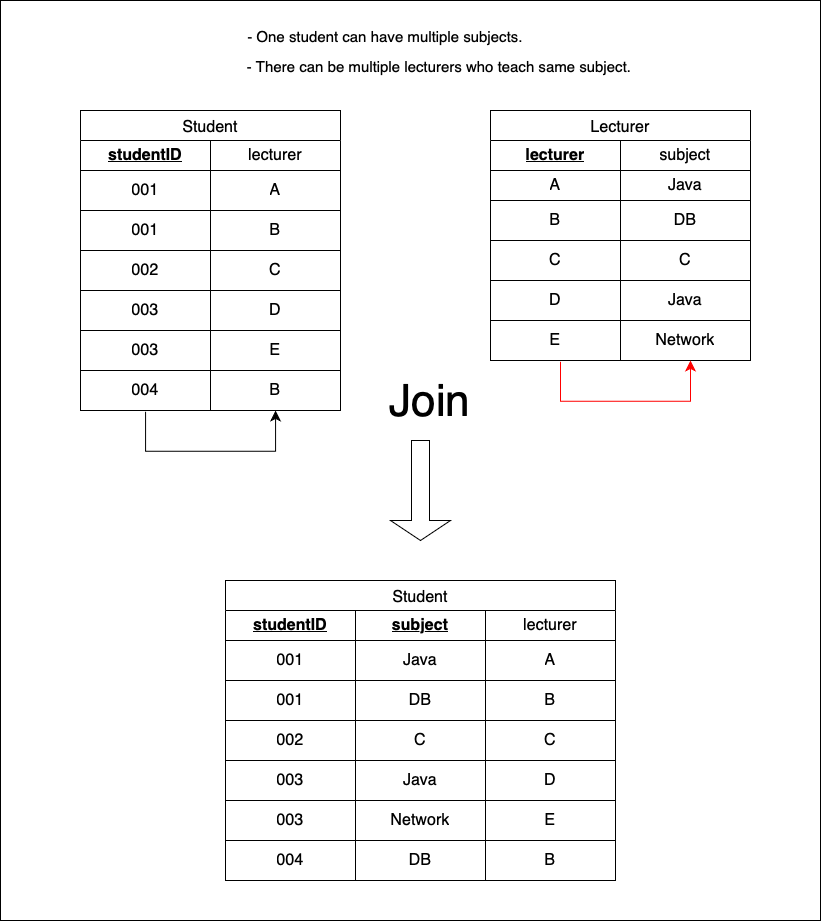 - One student can have multiple subjects.
- There can be multiple lecturers who teach same subject.
Student
studentID lecturer
001 A
001 B
002 C
003 D
003 E
004 B
Lecturer
lecturer subject
A Java
B DB
C C
D Java
E Network
Join
Student
studentID subject lecturer
001 Java A
001 DB B
002 C C
003 Java D
003 Network E
004 DB B